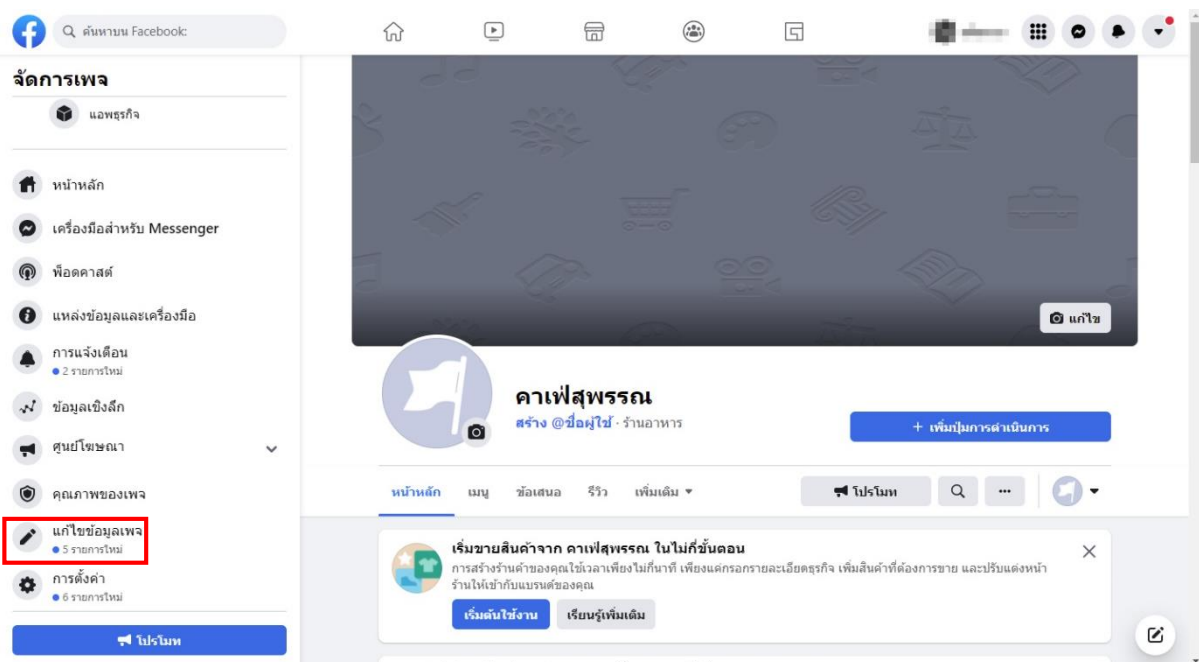 ค้นหาบน Facebook:
จัดการเพจ
แอพธุรกิจ
หน้าหลัก
เครื่องมือสำหรับ Messenger
พ็อดคาสต์
แหล่งข้อมูลและเครื่องมือ
การแจ้งเตือน
2 รายการใหม่
ข้อมูลเชิงลึก
ศูนย์โฆษณา
คุณภาพของเพจ
แก้ไขข้อมูลเพจ
5 รายการใหม่
การตั้งค่า
6 รายการใหม่
โปรโมท
แก้ไข
คาเฟ่สุพรรณ
สร้าง @ชื่อผู้ใช้ · ร้านอาหาร
+ เพิ่มปุ่มการดำเนินการ
หน้าหลัก เมนู ข้อเสนอ รีวิว เพิ่มเติม
โปรโมท
เริ่มขายสินค้าจาก คาเฟ่สุพรรณ ในไม่กี่ขั้นตอน
การสร้างร้านค้าของคุณใช้เวลาเพียงไม่กี่นาที เพียงแค่กรอกรายละเอียดธุรกิจ เพิ่มสินค้าที่ต้องการขาย และปรับแต่งหน้า
ร้านให้เข้ากับแบรนด์ของคุณ
เริ่มต้นใช้งาน เรียนรู้เพิ่มเติม